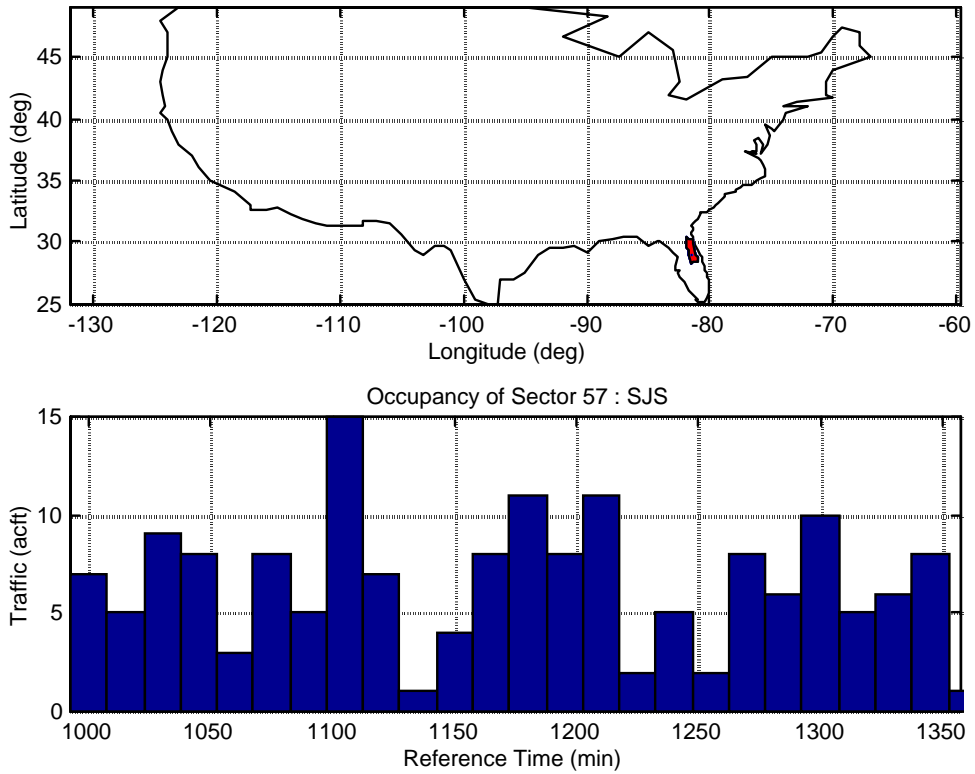 45
40
35
30
25
Latitude (deg)
-130 -120 -110 -100 -90 -80 -70 -60
Longitude (deg)
Occupancy of Sector 57 : SJS
15
10
5
0
Traffic (acft)
1000 1050 1100 1150 1200 1250 1300 1350
Reference Time (min)